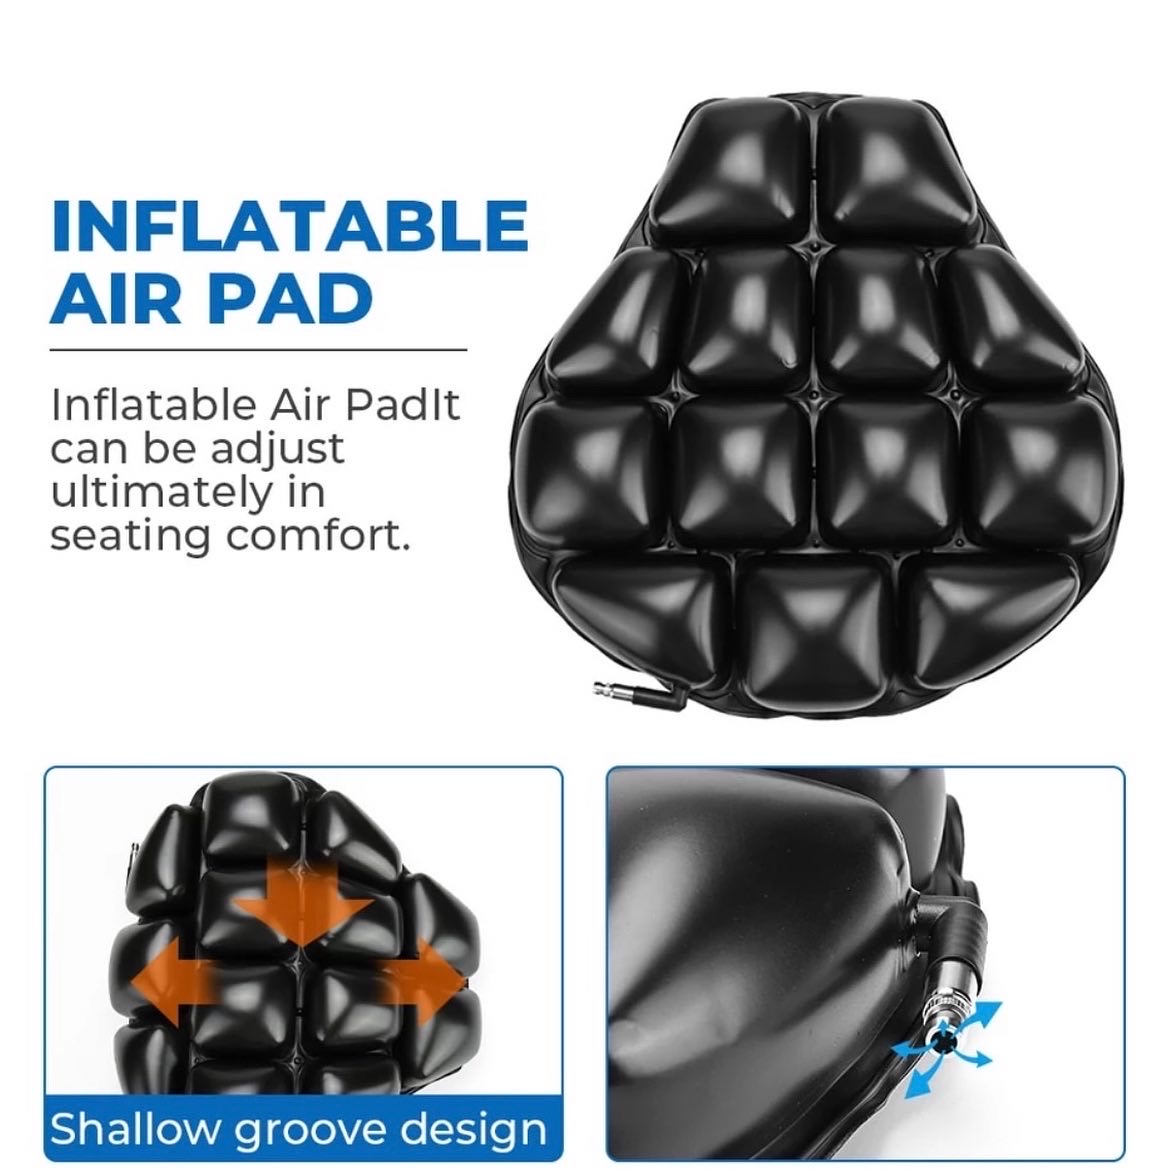 INFLATABLE
AIR PAD
Inflatable Air PadIt
can be adjust
ultimately in
seating comfort.
Shallow groove design